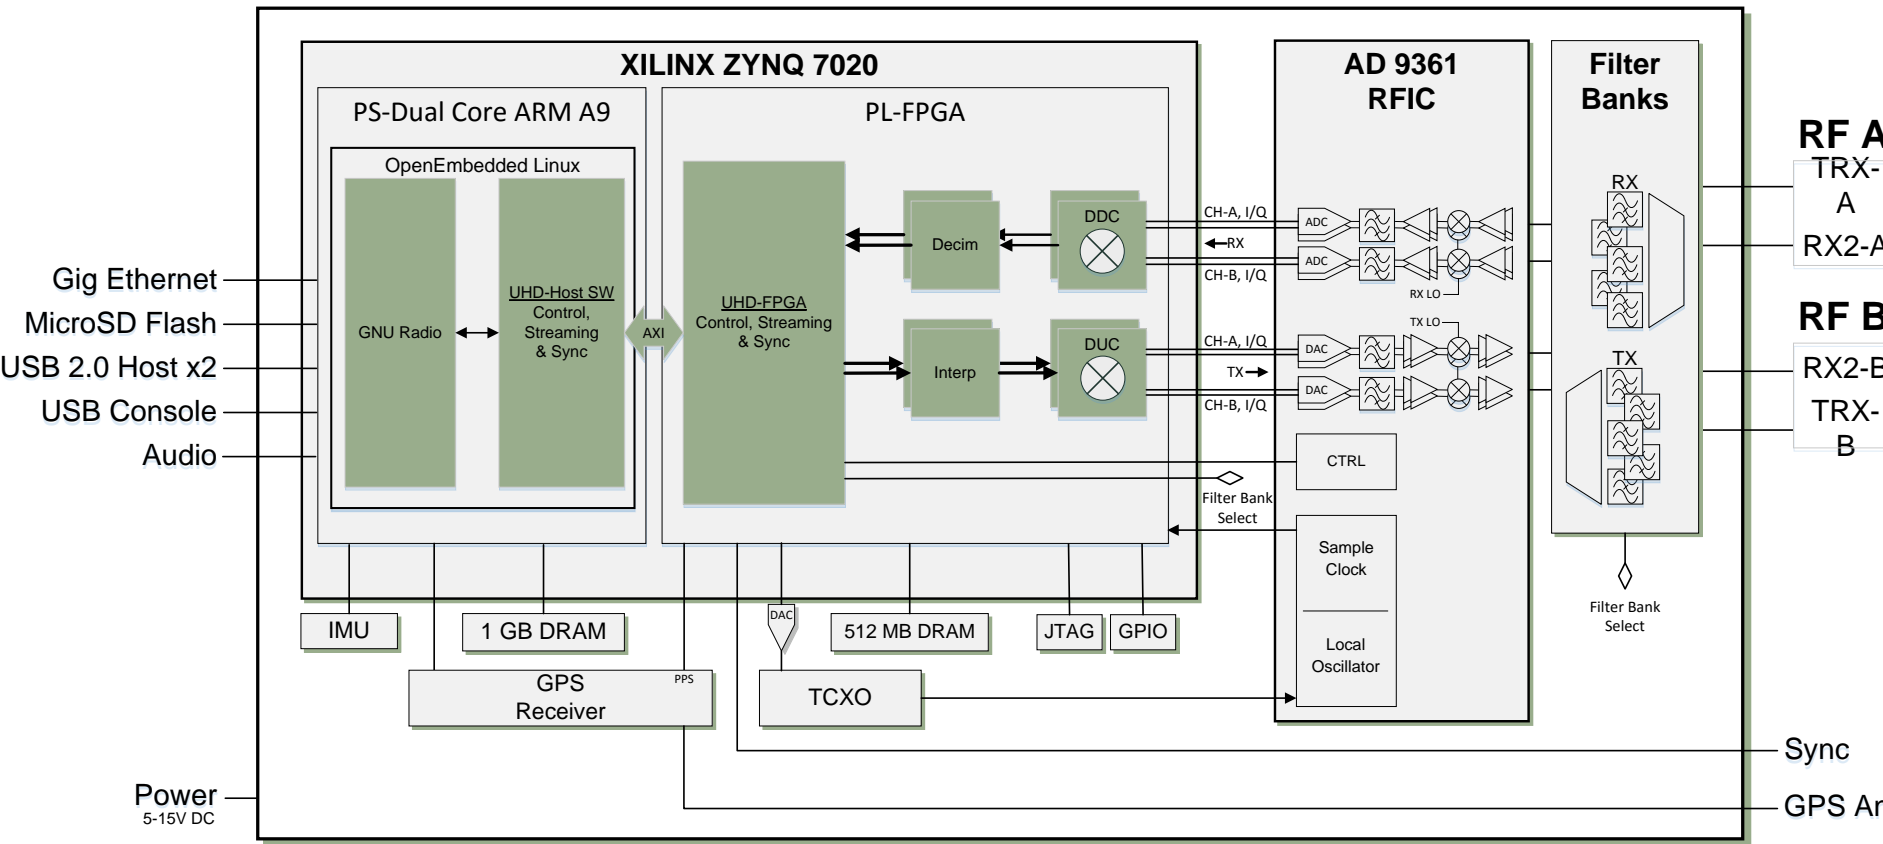 XILINX ZYNQ 7020
PS-Dual Core ARM A9
OpenEmbedded Linux
GNU Radio
UHD-Host SW
Control,
Streaming
& Sync
AXI
PL-FPGA
UHD-FPGA
Control, Streaming
& Sync
Decim
DDC
Interp
DUC
CH-A, I/Q
RX
CH-B, I/Q
CH-A, I/Q
TX
CH-B, I/Q
Filter Bank
Select
AD 9361
RFIC
ADC
ADC
RX LO
TX LO
DAC
DAC
CTRL
Sample
Clock
Local
Oscillator
Filter
Banks
RX
TX
Filter Bank
Select
RF A
TRX-
A
RX2-A
RF B
RX2-B
TRX-
B
Gig Ethernet
MicroSD Flash
USB 2.0 Host x2
USB Console
Audio
IMU
1 GB DRAM
DAC
512 MB DRAM
JTAG
GPIO
GPS
Receiver
PPS
TCXO
Sync
Power
5-15V DC
GPS